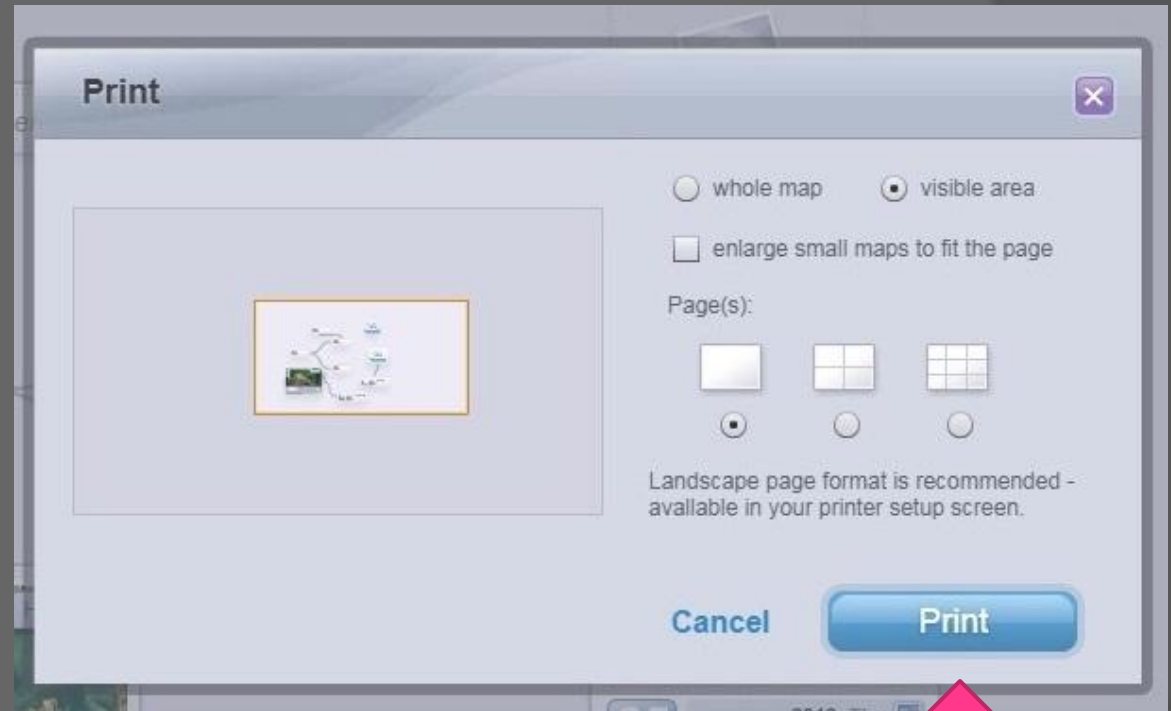 Print
whole map
visible area
enlarge small maps to fit the page
Page(s):
Landscape page format is recommended -
available in your printer setup screen.
Cancel
Print